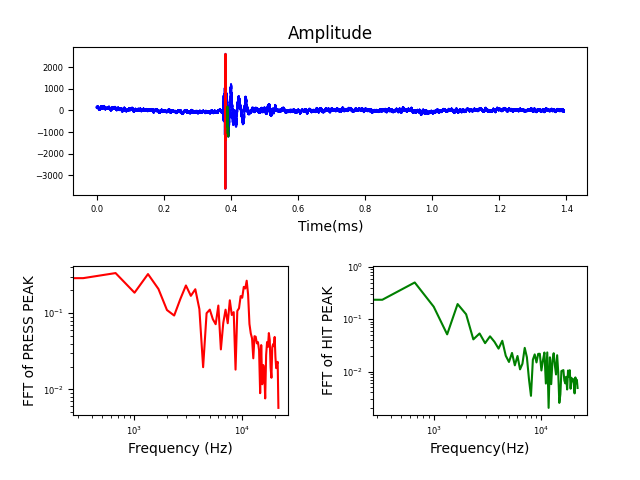 Amplitude
2000
1000
0
−1000
−2000
−3000
0.0 0.2 0.4 0.6 0.8 1.0 1.2 1.4
Time(ms)
FFT of PRESS PEAK
10⁻¹
10⁻²
10³ 10⁴
Frequency (Hz)
FFT of HIT PEAK
10⁰
10⁻¹
10⁻²
10³ 10⁴
Frequency(Hz)